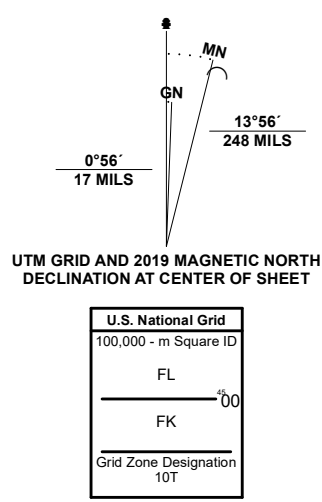 MN
GN
13°56´
248 MILS
0°56´
17 MILS
UTM GRID AND 2019 MAGNETIC NORTH
DECLINATION AT CENTER OF SHEET
U.S. National Grid
100,000 - m Square ID
FL
45 00
FK
Grid Zone Designation
10T